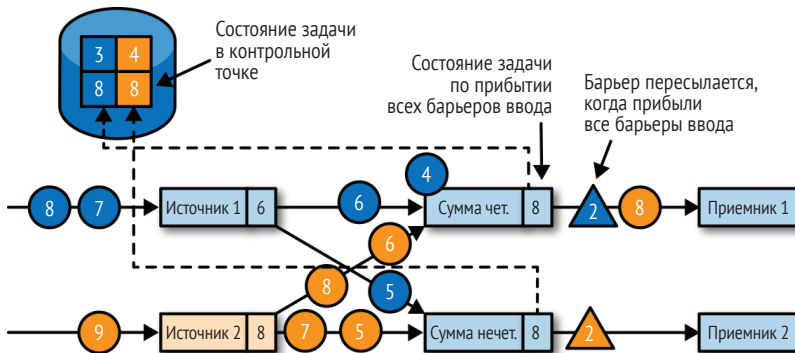 Состояние задачи
в контрольной
точке
3 4
8 8
Состояние задачи
по прибытии
всех барьеров ввода
Барьер пересылается,
когда прибыли
все барьеры ввода
8 7 Источник 1 6 6 4 Сумма чет. 8 2 8 Приемник 1
6
8
5
9 Источник 2 8 7 5 Сумма нечет. 8 2 Приемник 2